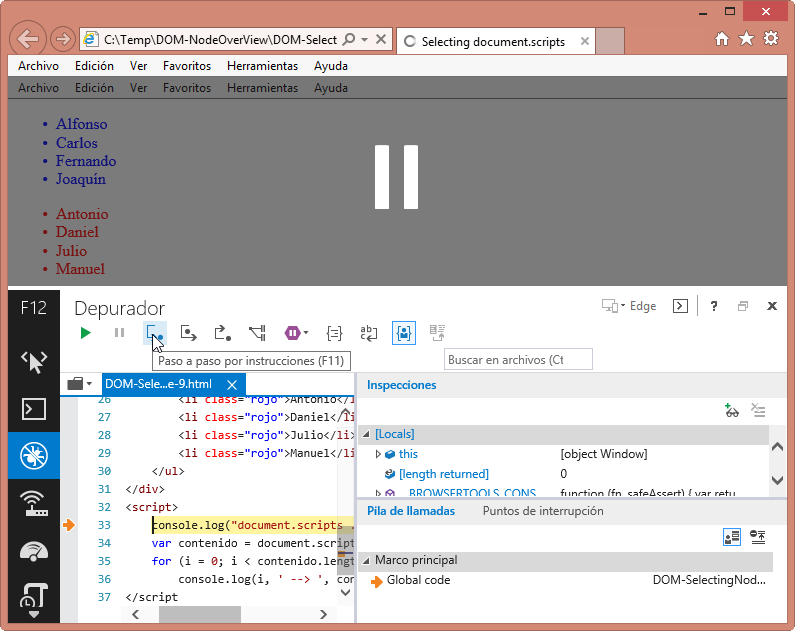 C:\Temp\DOM-NodeOverView\DOM-Select
Selecting document.scripts
Archivo Edición Ver Favoritos Herramientas Ayuda
Archivo Edición Ver Favoritos Herramientas Ayuda
• Alfonso
• Carlos
• Fernando
• Joaquín
• Antonio
• Daniel
• Julio
• Manuel
F12 Depurador Edge ?
Paso a paso por instrucciones (F11)
Buscar en archivos (Ct
DOM-Sele...e-9.html
26 <li class="rojo">Antonio</l
27 <li class="rojo">Daniel</li
28 <li class="rojo">Julio</li>
29 <li class="rojo">Manuel</li
30 </ul>
31 </div>
32 <script>
33 console.log("document.scripts
34 var contenido = document.script
35 for (i = 0; i < contenido.lengt
36 console.log(i, ' --> ', con
37 </script
Inspecciones
[Locals]
this [object Window]
[length returned] 0
__BROWSERTOOLS_CONS... function (fn, safeAssert) { var retu...
Pila de llamadas Puntos de interrupción
Marco principal
Global code DOM-SelectingNod...